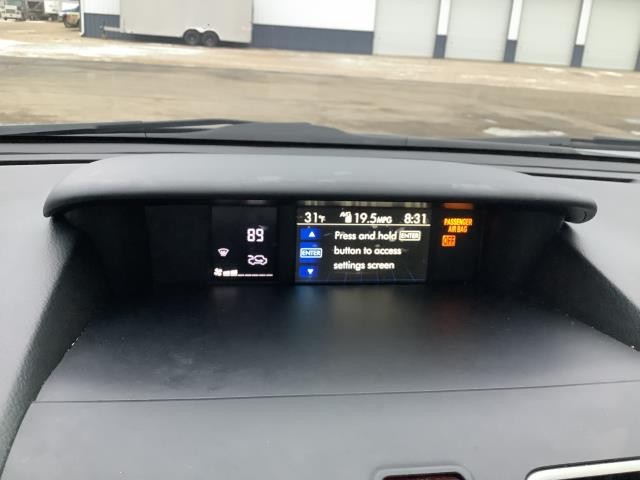 89
31°F AVG 19.5MPG 8:31
Press and hold ENTER
button to access
settings screen
ENTER
PASSENGER
AIR BAG
OFF